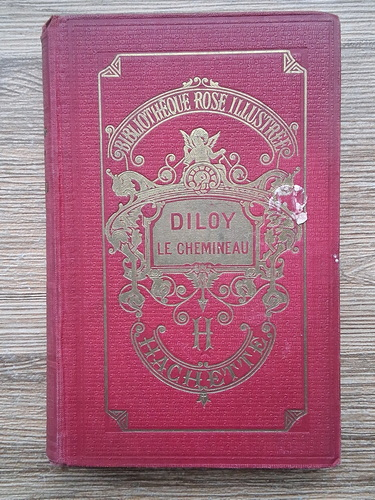 BIBLIOTHÈQUE ROSE ILLUSTRÉE
DILOY
LE CHEMINEAU
H
HACHETTE